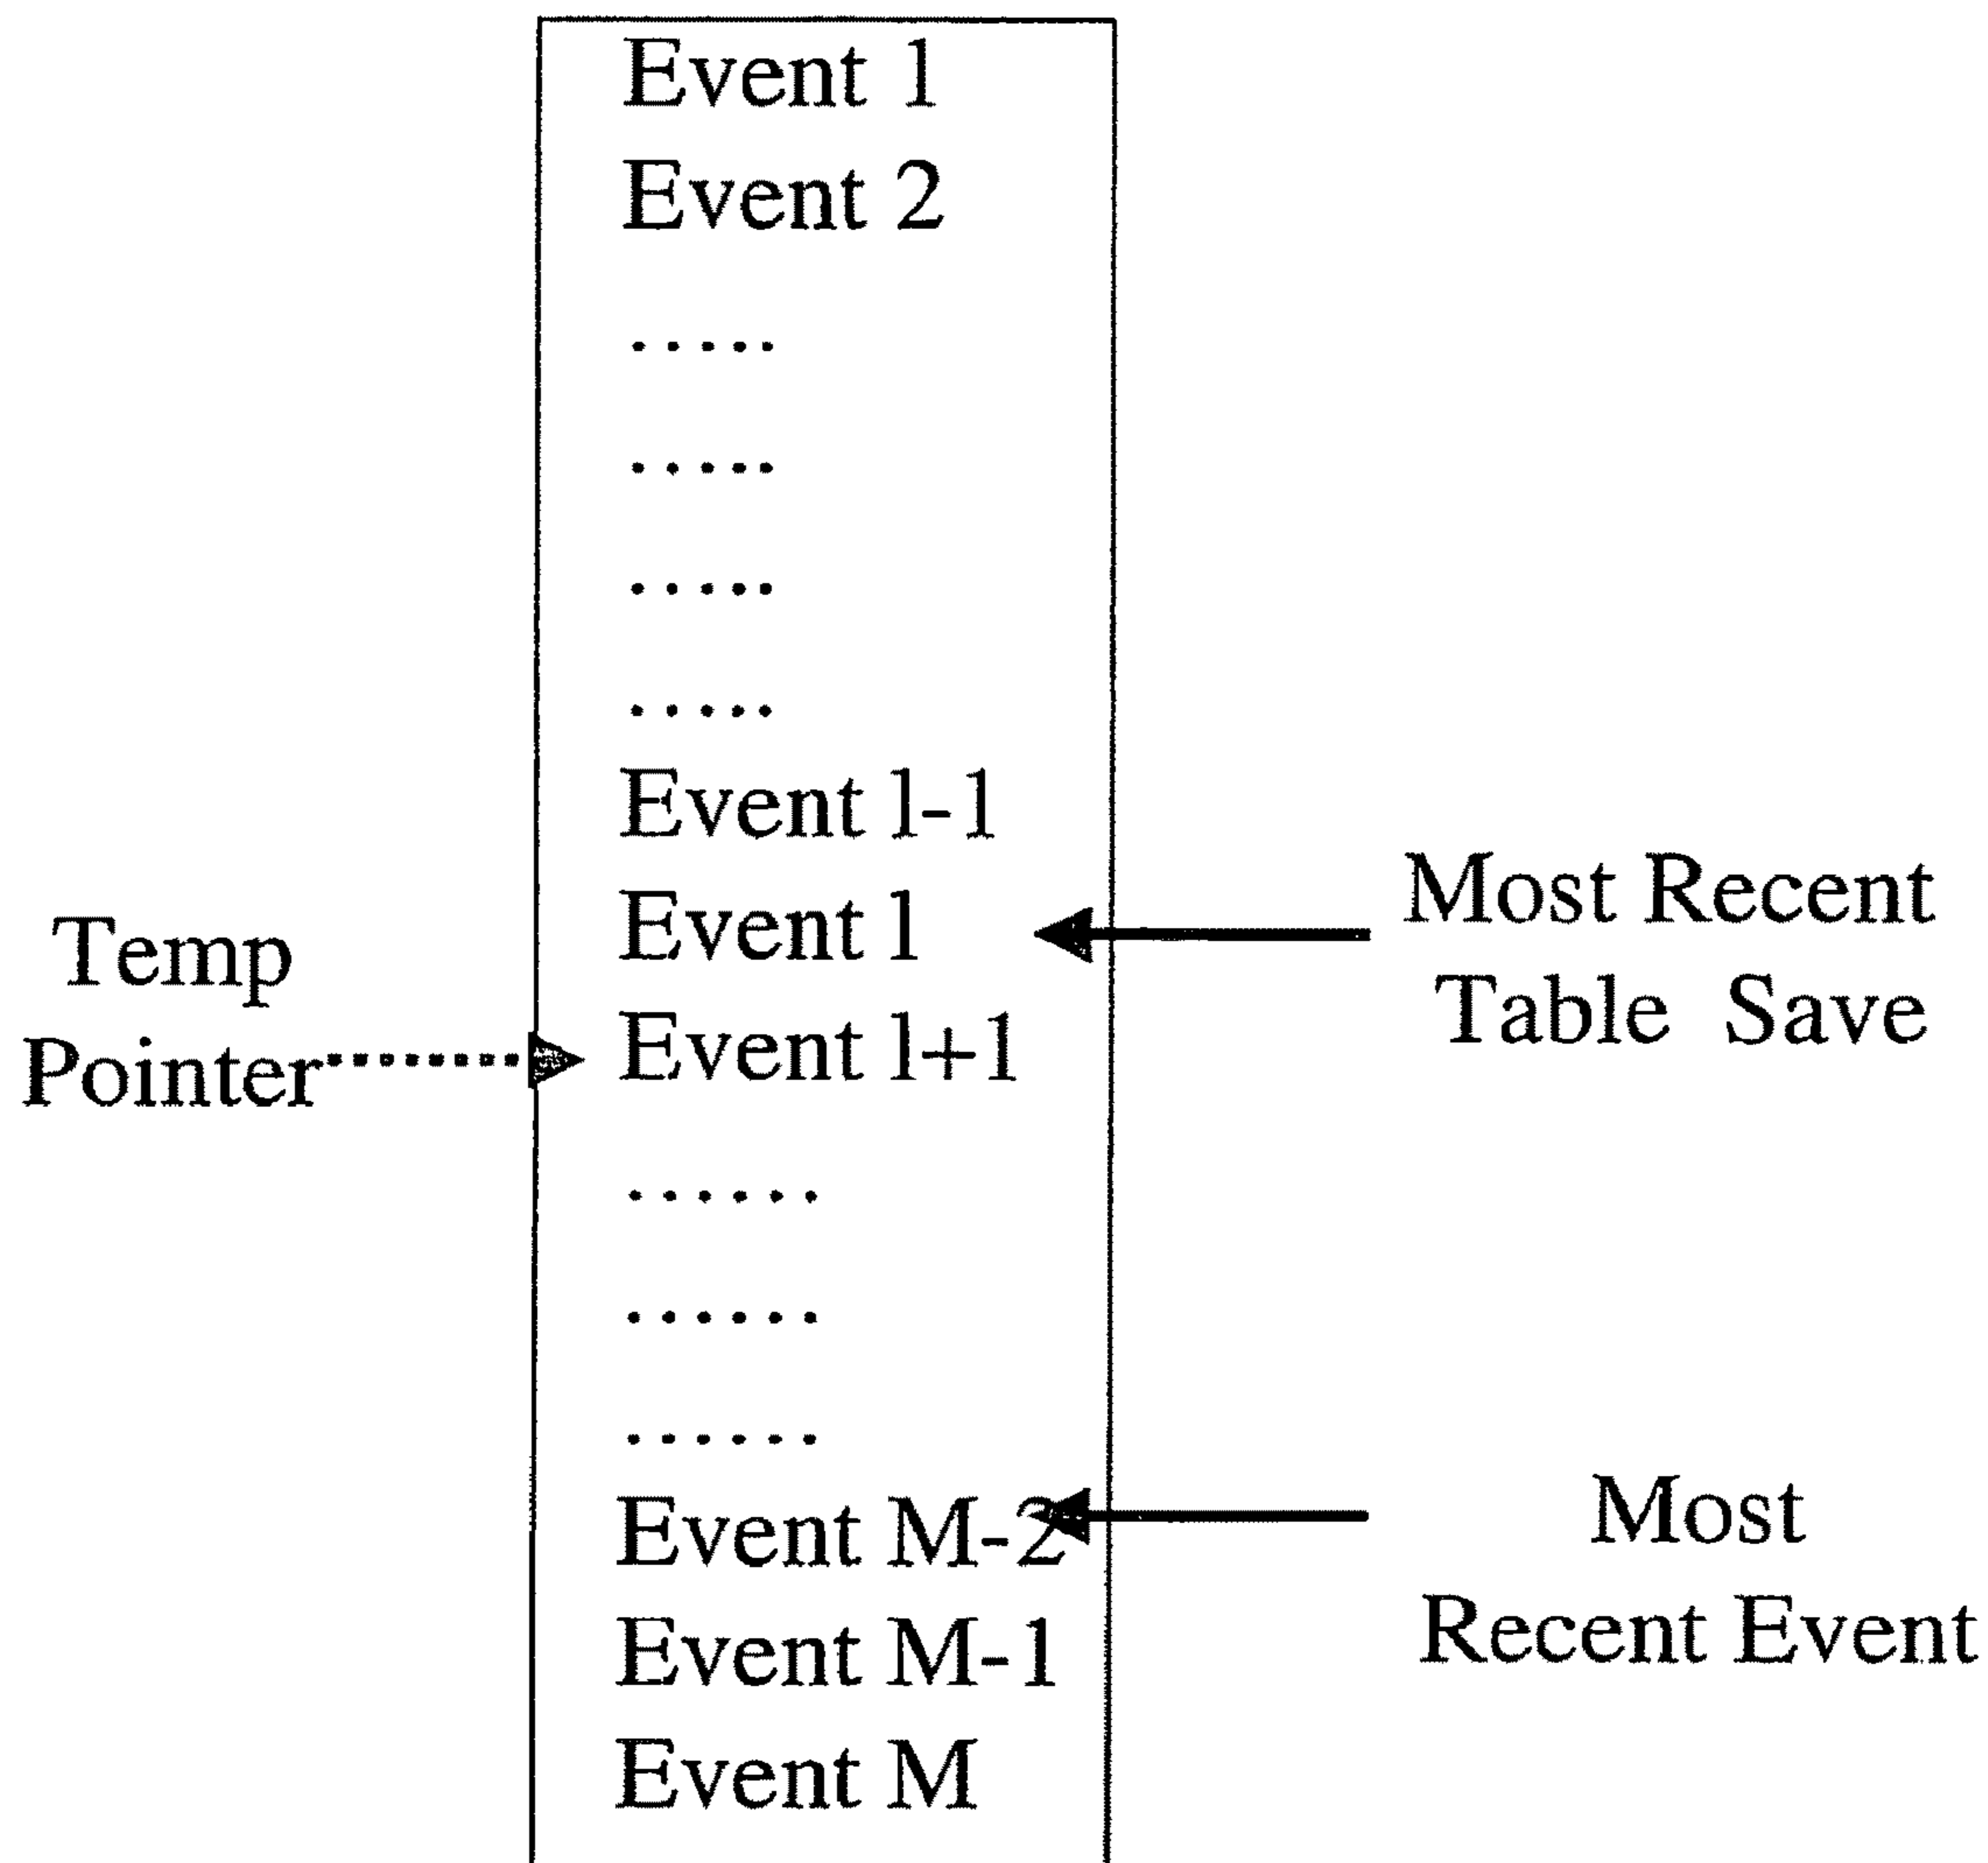 Event 1
Event 2
.....
.....
.....
.....
Event l-1
Event l
Event l+1
......
......
......
Event M-2
Event M-1
Event M
Temp
Pointer
Most Recent
Table Save
Most
Recent Event